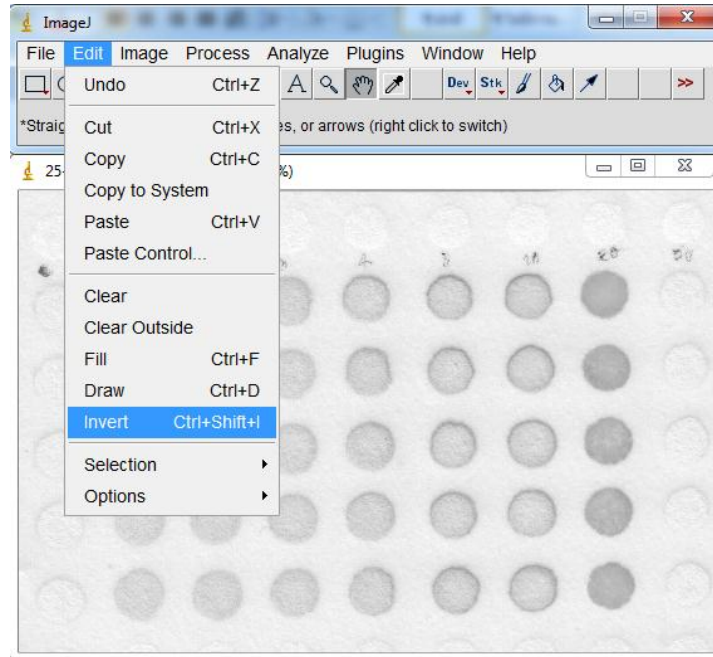 ImageJ
File Edit Image Process Analyze Plugins Window Help
A Dev Stk >>
*Straig es, or arrows (right click to switch)
25- %)
Undo Ctrl+Z
Cut Ctrl+X
Copy Ctrl+C
Copy to System
Paste Ctrl+V
Paste Control...
Clear
Clear Outside
Fill Ctrl+F
Draw Ctrl+D
Invert Ctrl+Shift+I
Selection
Options